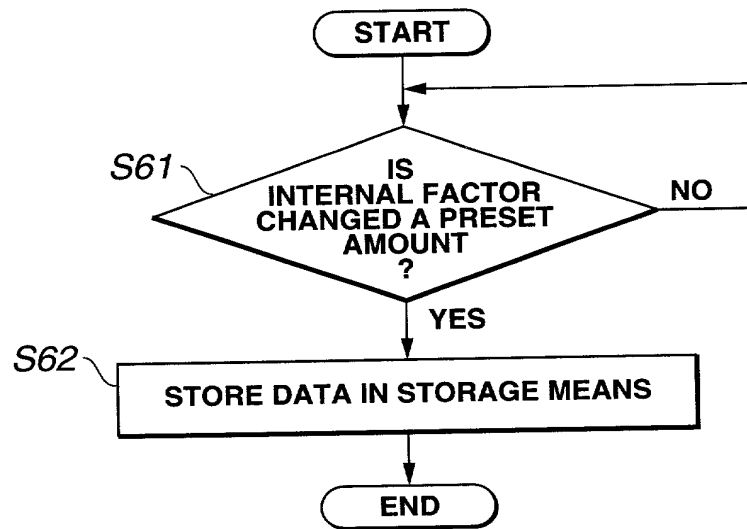 START
S61
IS
INTERNAL FACTOR
CHANGED A PRESET
AMOUNT
?
NO
YES
S62
STORE DATA IN STORAGE MEANS
END